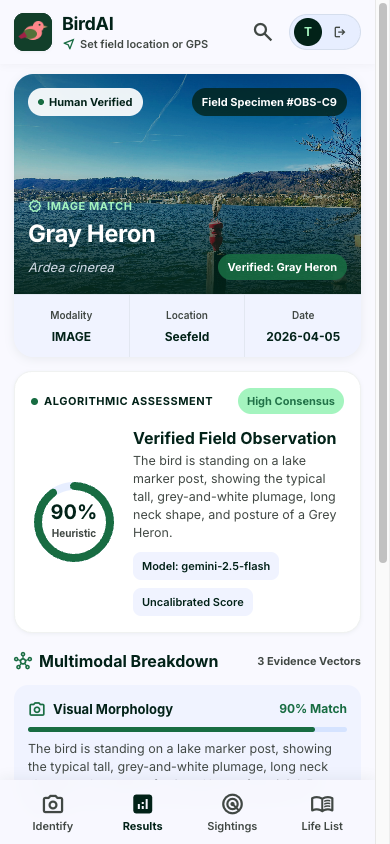 BirdAI
Set field location or GPS
T
Human Verified
Field Specimen #OBS-C9
IMAGE MATCH
Gray Heron
Ardea cinerea
Verified: Gray Heron
Modality
IMAGE
Location
Seefeld
Date
2026-04-05
ALGORITHMIC ASSESSMENT
High Consensus
90%
Heuristic
Verified Field Observation
The bird is standing on a lake
marker post, showing the typical
tall, grey-and-white plumage, long
neck shape, and posture of a Grey
Heron.
Model: gemini-2.5-flash
Uncalibrated Score
Multimodal Breakdown
3 Evidence Vectors
Visual Morphology
90% Match
The bird is standing on a lake marker post, showing
the typical tall, grey-and-white plumage, long neck
Identify
Results
Sightings
Life List